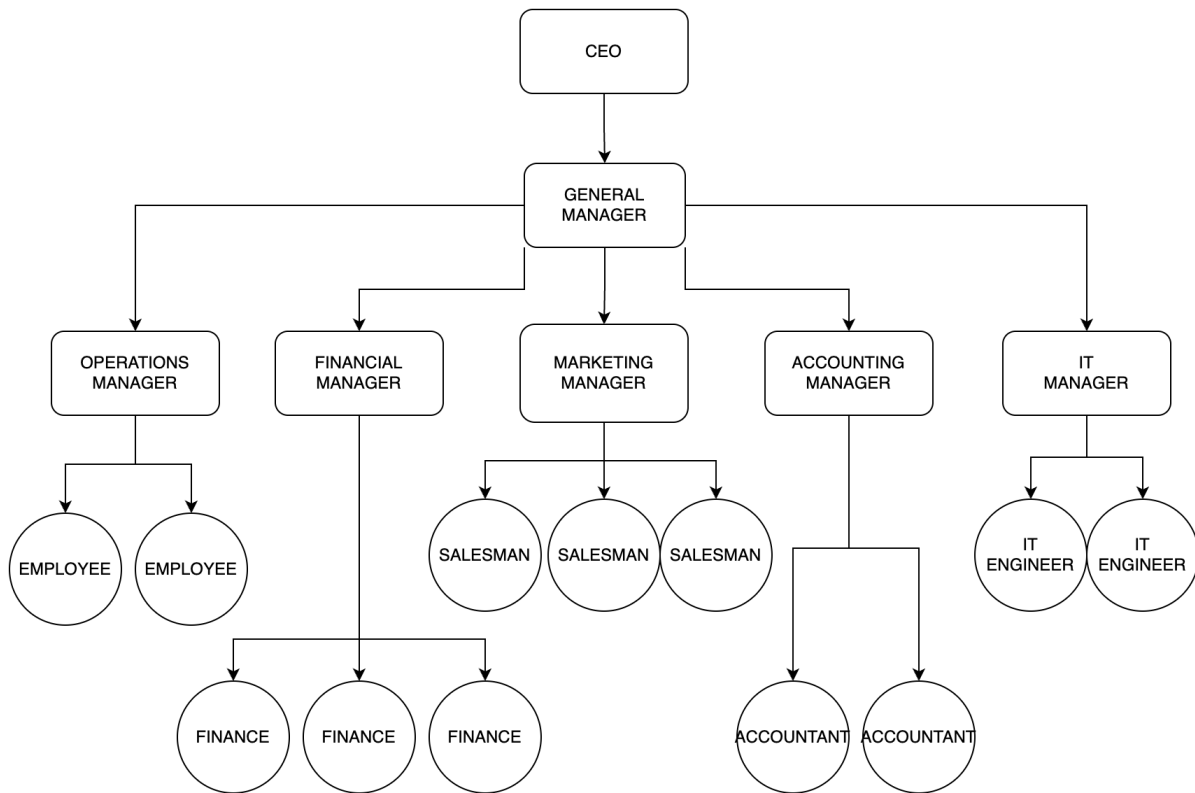 CEO
GENERAL
MANAGER
OPERATIONS
MANAGER
FINANCIAL
MANAGER
MARKETING
MANAGER
ACCOUNTING
MANAGER
IT
MANAGER
EMPLOYEE
EMPLOYEE
SALESMAN
SALESMAN
SALESMAN
IT
ENGINEER
IT
ENGINEER
FINANCE
FINANCE
FINANCE
ACCOUNTANT
ACCOUNTANT